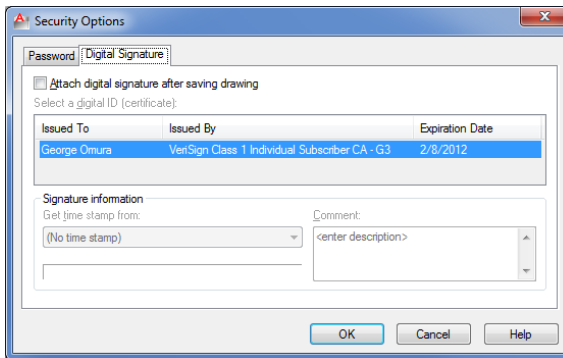 Security Options
Password Digital Signature
Attach digital signature after saving drawing
Select a digital ID (certificate):
Issued To Issued By Expiration Date
George Omura VeriSign Class 1 Individual Subscriber CA - G3 2/8/2012
Signature information
Get time stamp from: Comment:
(No time stamp) <enter description>
OK Cancel Help